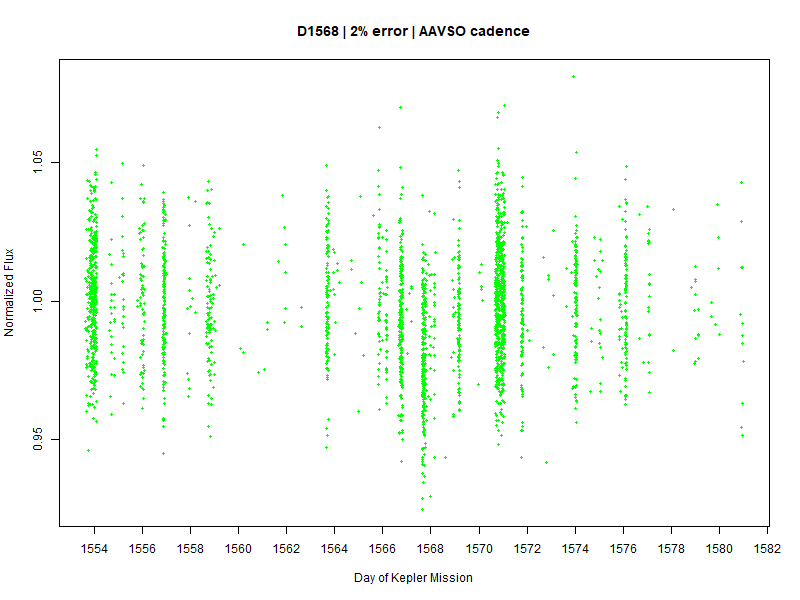 D1568 | 2% error | AAVSO cadence
Normalized Flux
1.05
1.00
0.95
1554 1556 1558 1560 1562 1564 1566 1568 1570 1572 1574 1576 1578 1580 1582
Day of Kepler Mission